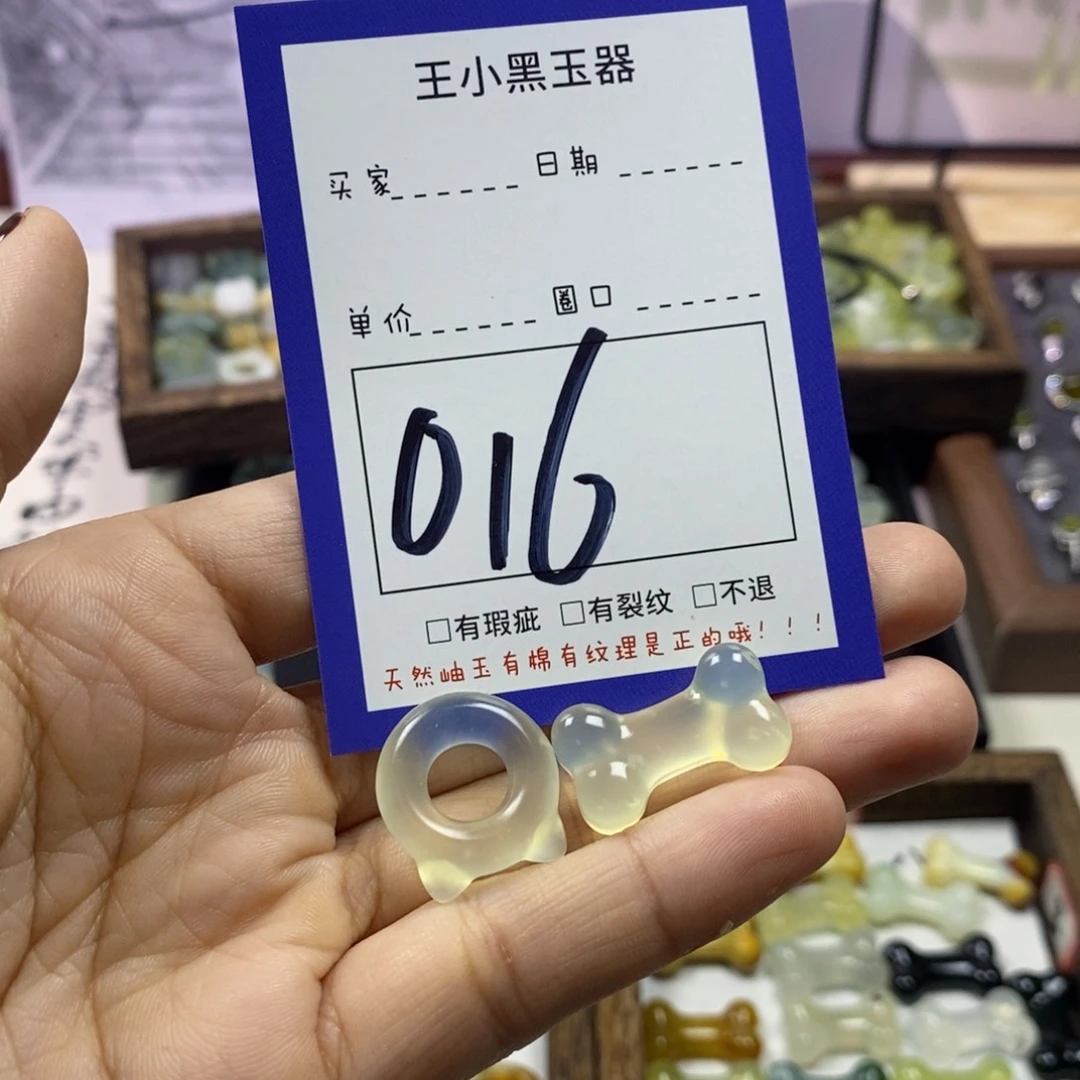 王小黑玉器
买家______ 日期______
单价______ 圈口______
016
□有瑕疵 □有裂纹 □不退
天然岫玉有棉有纹理是正的哦！！！